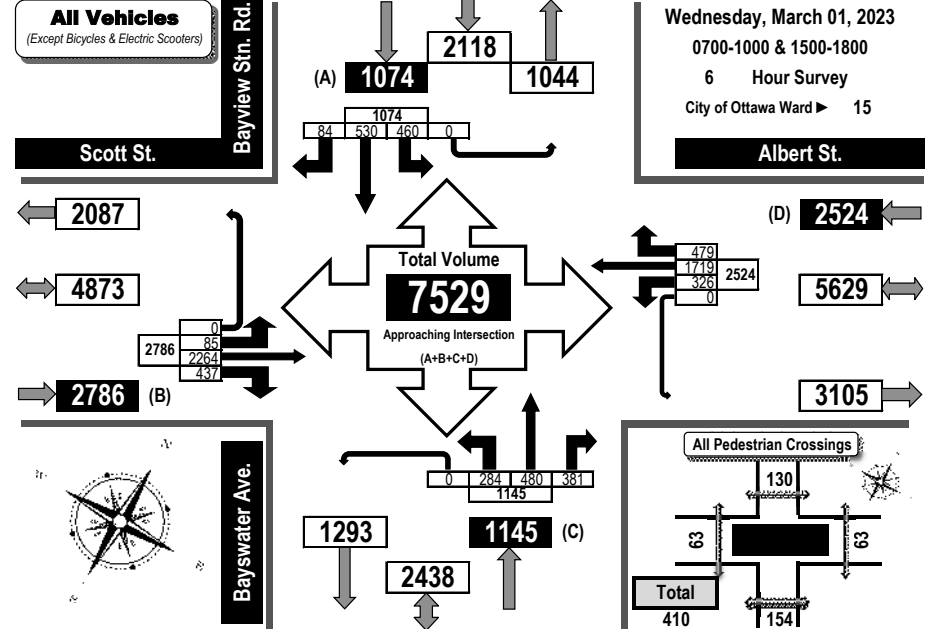 All Vehicles
(Except Bicycles & Electric Scooters)
Bayview Stn. Rd.
Scott St.
2118
(A)
1074
1044
1074
84 530 460 0
Wednesday, March 01, 2023
0700-1000 & 1500-1800
6 Hour Survey
City of Ottawa Ward ► 15
Albert St.
2087
4873
2786
0
85
2264
437
2786 (B)
Total Volume
7529
Approaching Intersection
(A+B+C+D)
(D) 2524
479
1719
326
0
2524
5629
3105
Bayswater Ave.
0 284 480 381
1145
1293
1145 (C)
2438
All Pedestrian Crossings
130
63
63
Total
410
154